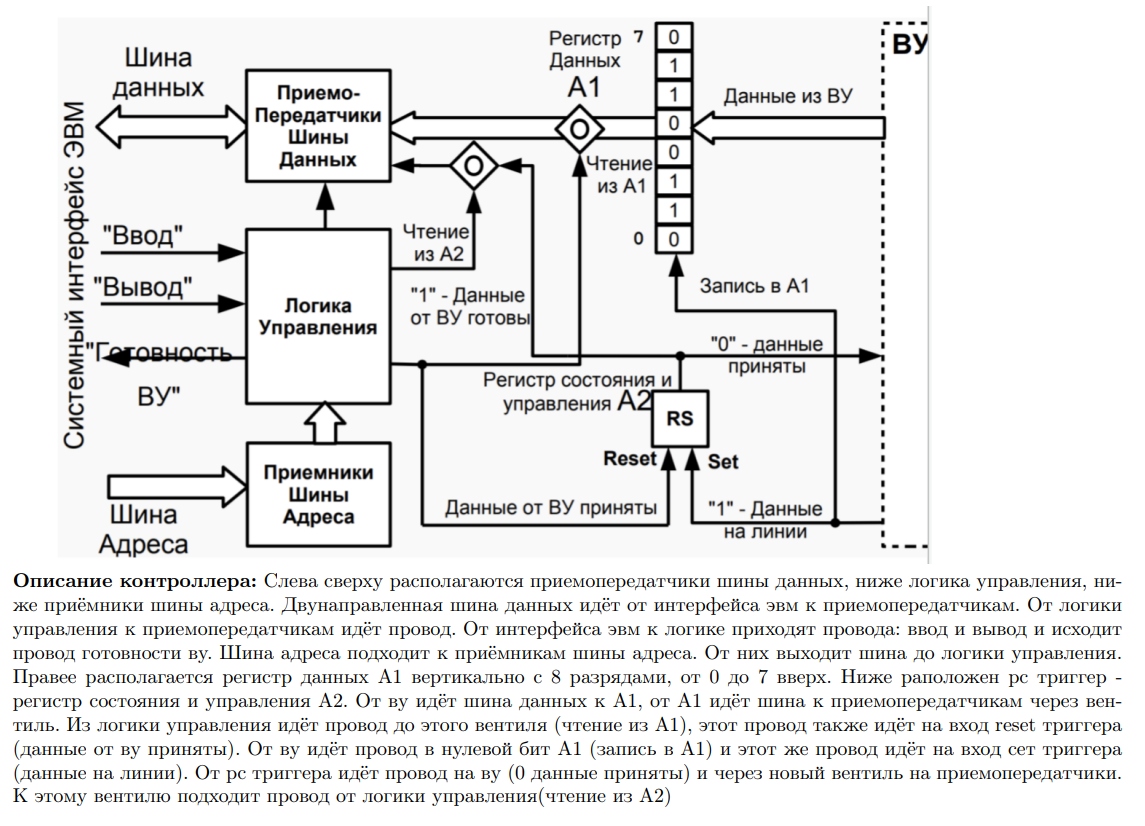 Регистр 7 0
Данных 1
А1 1
0
0
1
1
0 0
ВУ
Шина
данных
Приемо-
Передатчики
Шины
Данных
Данные из ВУ
Чтение
из А1
Системный интерфейс ЭВМ
"Ввод"
"Вывод"
"Готовность
ВУ"
Логика
Управления
Чтение
из А2
"1" - Данные
от ВУ готовы
Запись в А1
"0" - данные
приняты
Регистр состояния и
управления А2
RS
Reset
Set
Данные от ВУ приняты
"1" - Данные
на линии
Приемники
Шины
Адреса
Шина
Адреса
Описание контроллера: Слева сверху располагаются приемопередатчики шины данных, ниже логика управления, ни-
же приёмники шины адреса. Двунаправленная шина данных идёт от интерфейса эвм к приемопередатчикам. От логики
управления к приемопередатчикам идёт провод. От интерфейса эвм к логике приходят провода: ввод и вывод и исходит
провод готовности ву. Шина адреса подходит к приёмникам шины адреса. От них выходит шина до логики управления.
Правее располагается регистр данных А1 вертикально с 8 разрядами, от 0 до 7 вверх. Ниже раположен рс триггер -
регистр состояния и управления А2. От ву идёт шина данных к А1, от А1 идёт шина к приемопередатчикам через вен-
тиль. Из логики управления идёт провод до этого вентиля (чтение из А1), этот провод также идёт на вход reset триггера
(данные от ву приняты). От ву идёт провод в нулевой бит А1 (запись в А1) и этот же провод идёт на вход сет триггера
(данные на линии). От рс триггера идёт провод на ву (0 данные приняты) и через новый вентиль на приемопередатчики.
К этому вентилю подходит провод от логики управления(чтение из А2)